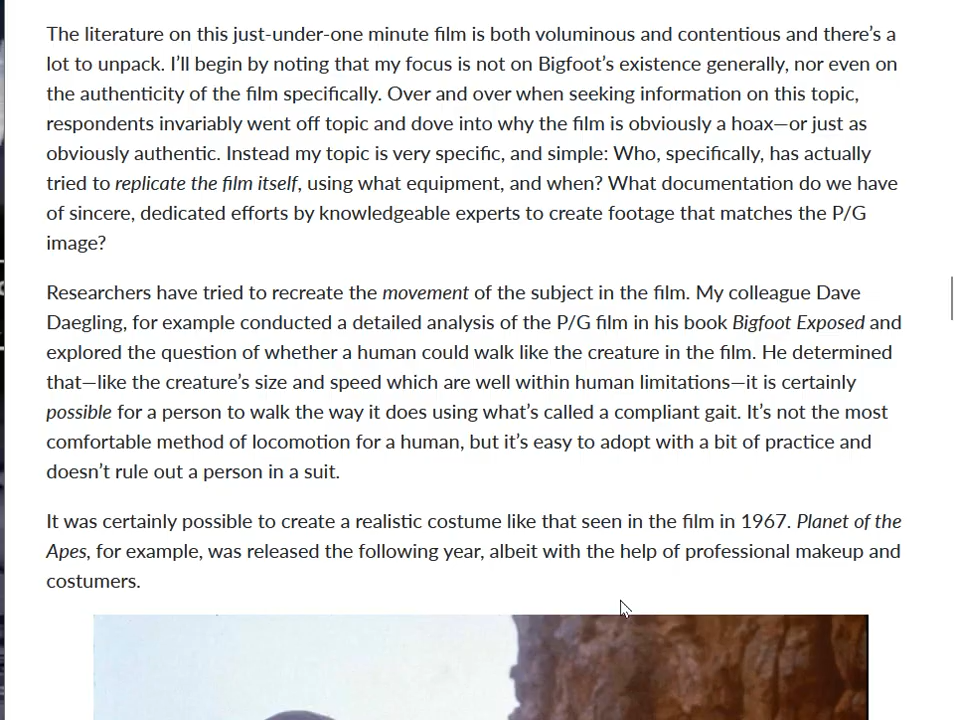 The literature on this just-under-one minute film is both voluminous and contentious and there's a
lot to unpack. I'll begin by noting that my focus is not on Bigfoot's existence generally, nor even on
the authenticity of the film specifically. Over and over when seeking information on this topic,
respondents invariably went off topic and dove into why the film is obviously a hoax—or just as
obviously authentic. Instead my topic is very specific, and simple: Who, specifically, has actually
tried to replicate the film itself, using what equipment, and when? What documentation do we have
of sincere, dedicated efforts by knowledgeable experts to create footage that matches the P/G
image?
Researchers have tried to recreate the movement of the subject in the film. My colleague Dave
Daegling, for example conducted a detailed analysis of the P/G film in his book Bigfoot Exposed and
explored the question of whether a human could walk like the creature in the film. He determined
that—like the creature's size and speed which are well within human limitations—it is certainly
possible for a person to walk the way it does using what's called a compliant gait. It's not the most
comfortable method of locomotion for a human, but it's easy to adopt with a bit of practice and
doesn't rule out a person in a suit.
It was certainly possible to create a realistic costume like that seen in the film in 1967. Planet of the
Apes, for example, was released the following year, albeit with the help of professional makeup and
costumers.